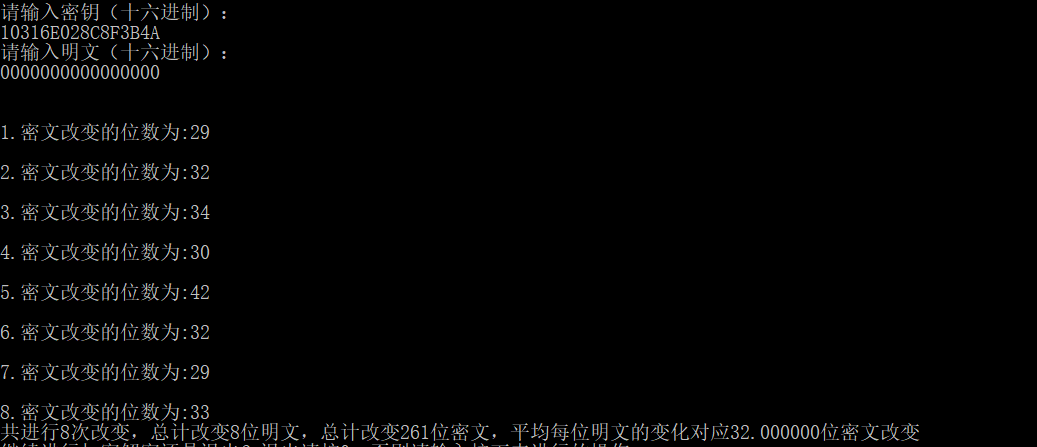 请输入密钥（十六进制）：
10316E028C8F3B4A
请输入明文（十六进制）：
0000000000000000
1.密文改变的位数为:29
2.密文改变的位数为:32
3.密文改变的位数为:34
4.密文改变的位数为:30
5.密文改变的位数为:42
6.密文改变的位数为:32
7.密文改变的位数为:29
8.密文改变的位数为:33
共进行8次改变，总计改变8位明文，总计改变261位密文，平均每位明文的变化对应32.000000位密文改变